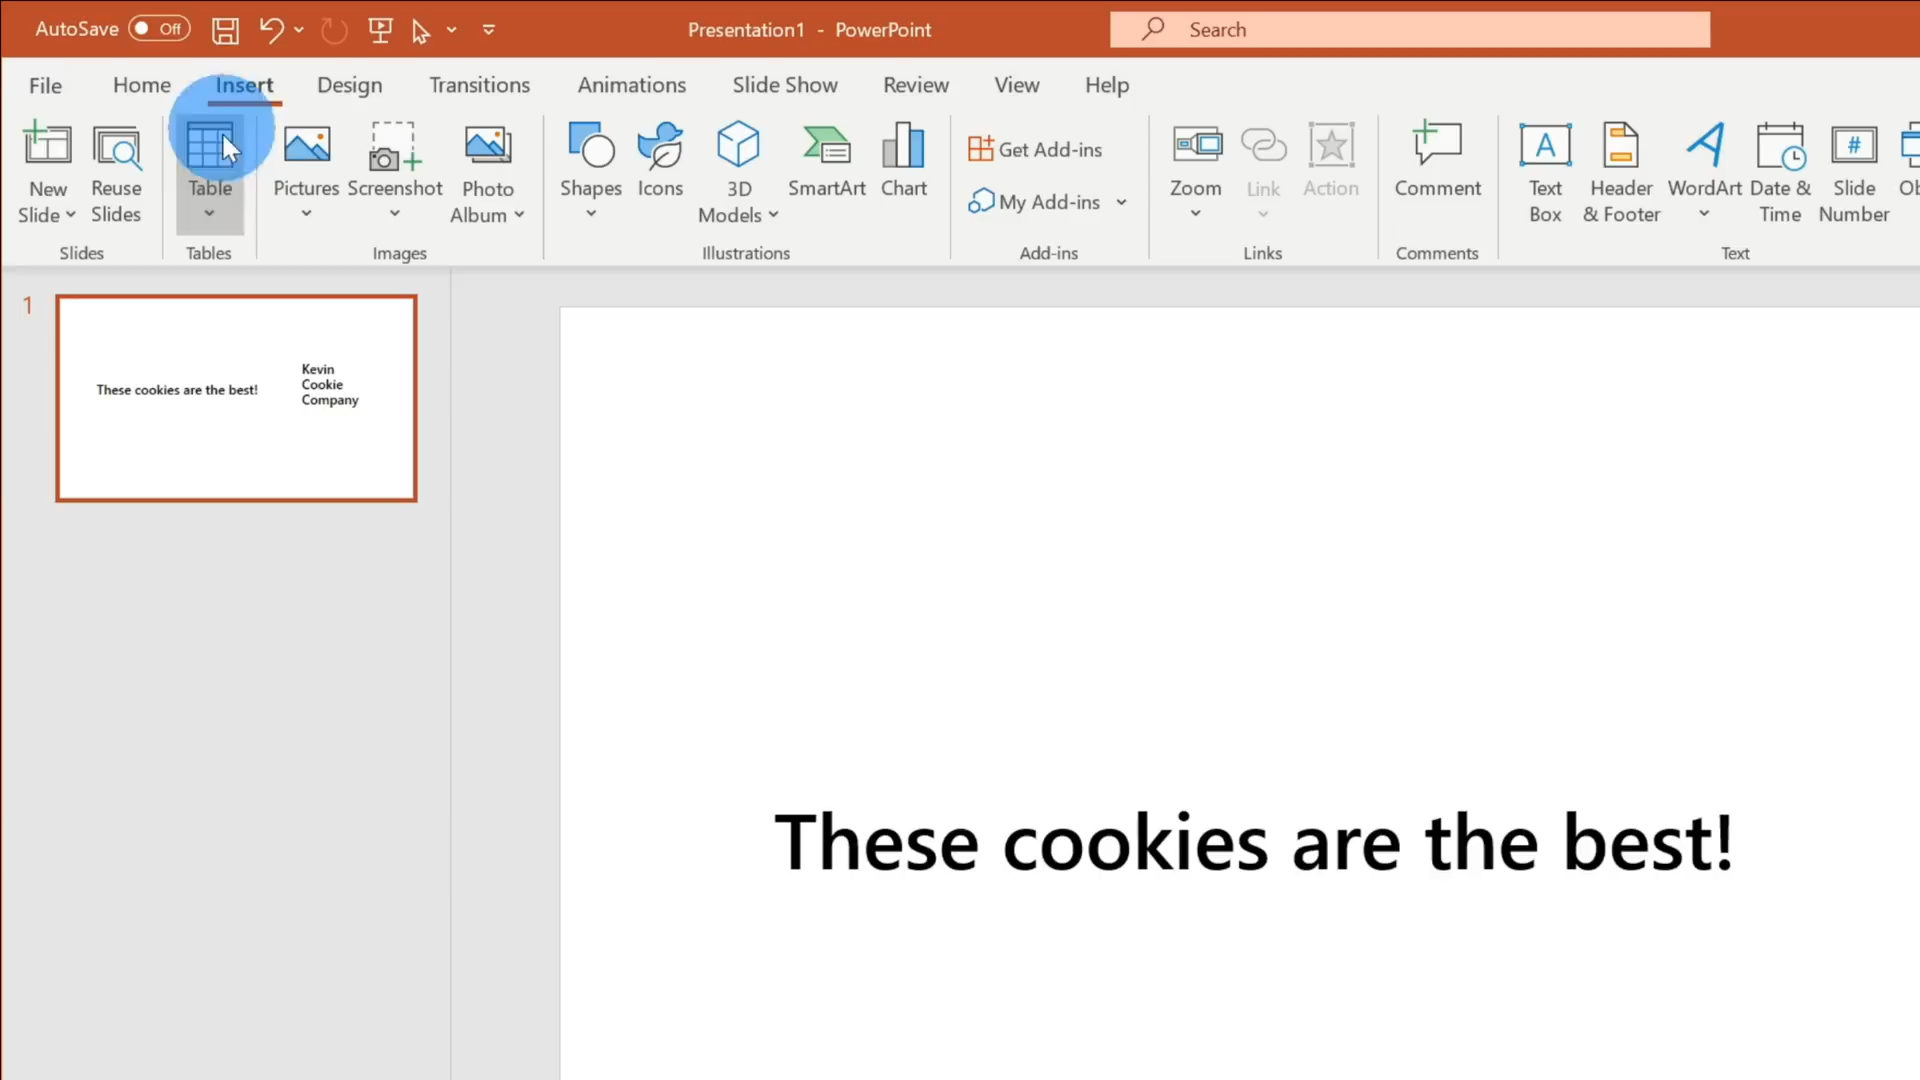 AutoSave Off Presentation1 - PowerPoint Search
File Home Insert Design Transitions Animations Slide Show Review View Help
New Slide
Reuse Slides
Table
Pictures
Screenshot
Photo Album
Shapes
Icons
3D Models
SmartArt
Chart
Get Add-ins
My Add-ins
Zoom
Link
Action
Comment
Text Box
Header & Footer
WordArt
Date & Time
#
Slide Number
Slides Tables Images Illustrations Add-ins Links Comments Text
1
These cookies are the best!
Kevin
Cookie
Company
These cookies are the best!